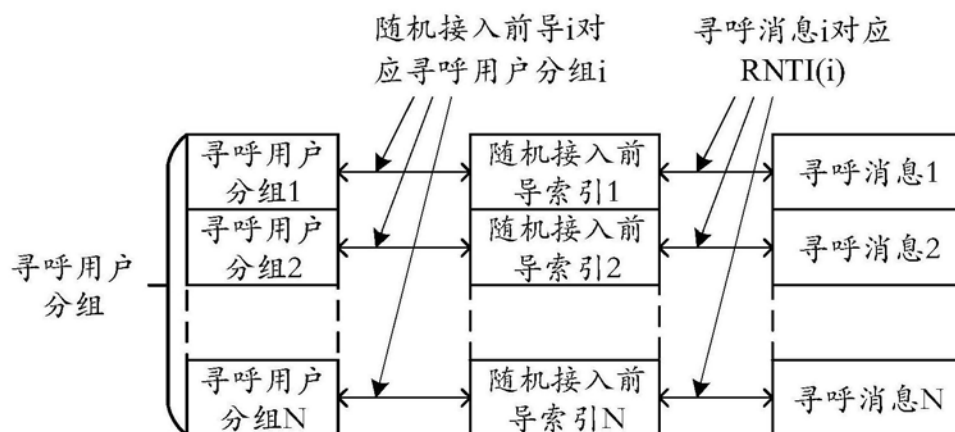 随机接入前导i对
应寻呼用户分组i
寻呼消息i对应
RNTI(i)
寻呼用户
分组1
随机接入前
导索引1
寻呼消息1
寻呼用户
分组2
随机接入前
导索引2
寻呼消息2
寻呼用户
分组
寻呼用户
分组N
随机接入前
导索引N
寻呼消息N